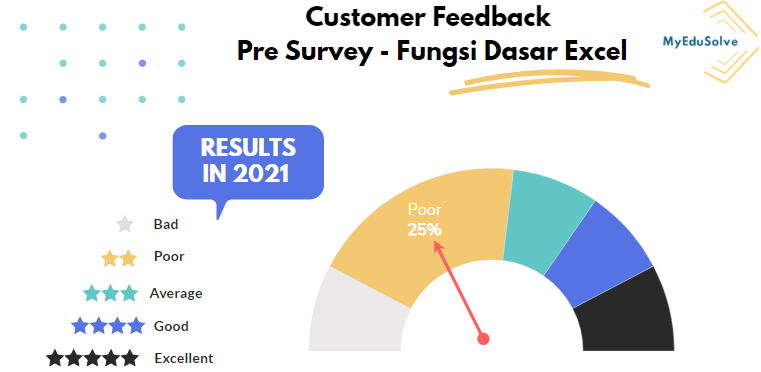 Customer Feedback
Pre Survey - Fungsi Dasar Excel
MyEduSolve
RESULTS
IN 2021
Bad
Poor
Average
Good
Excellent
Poor
25%